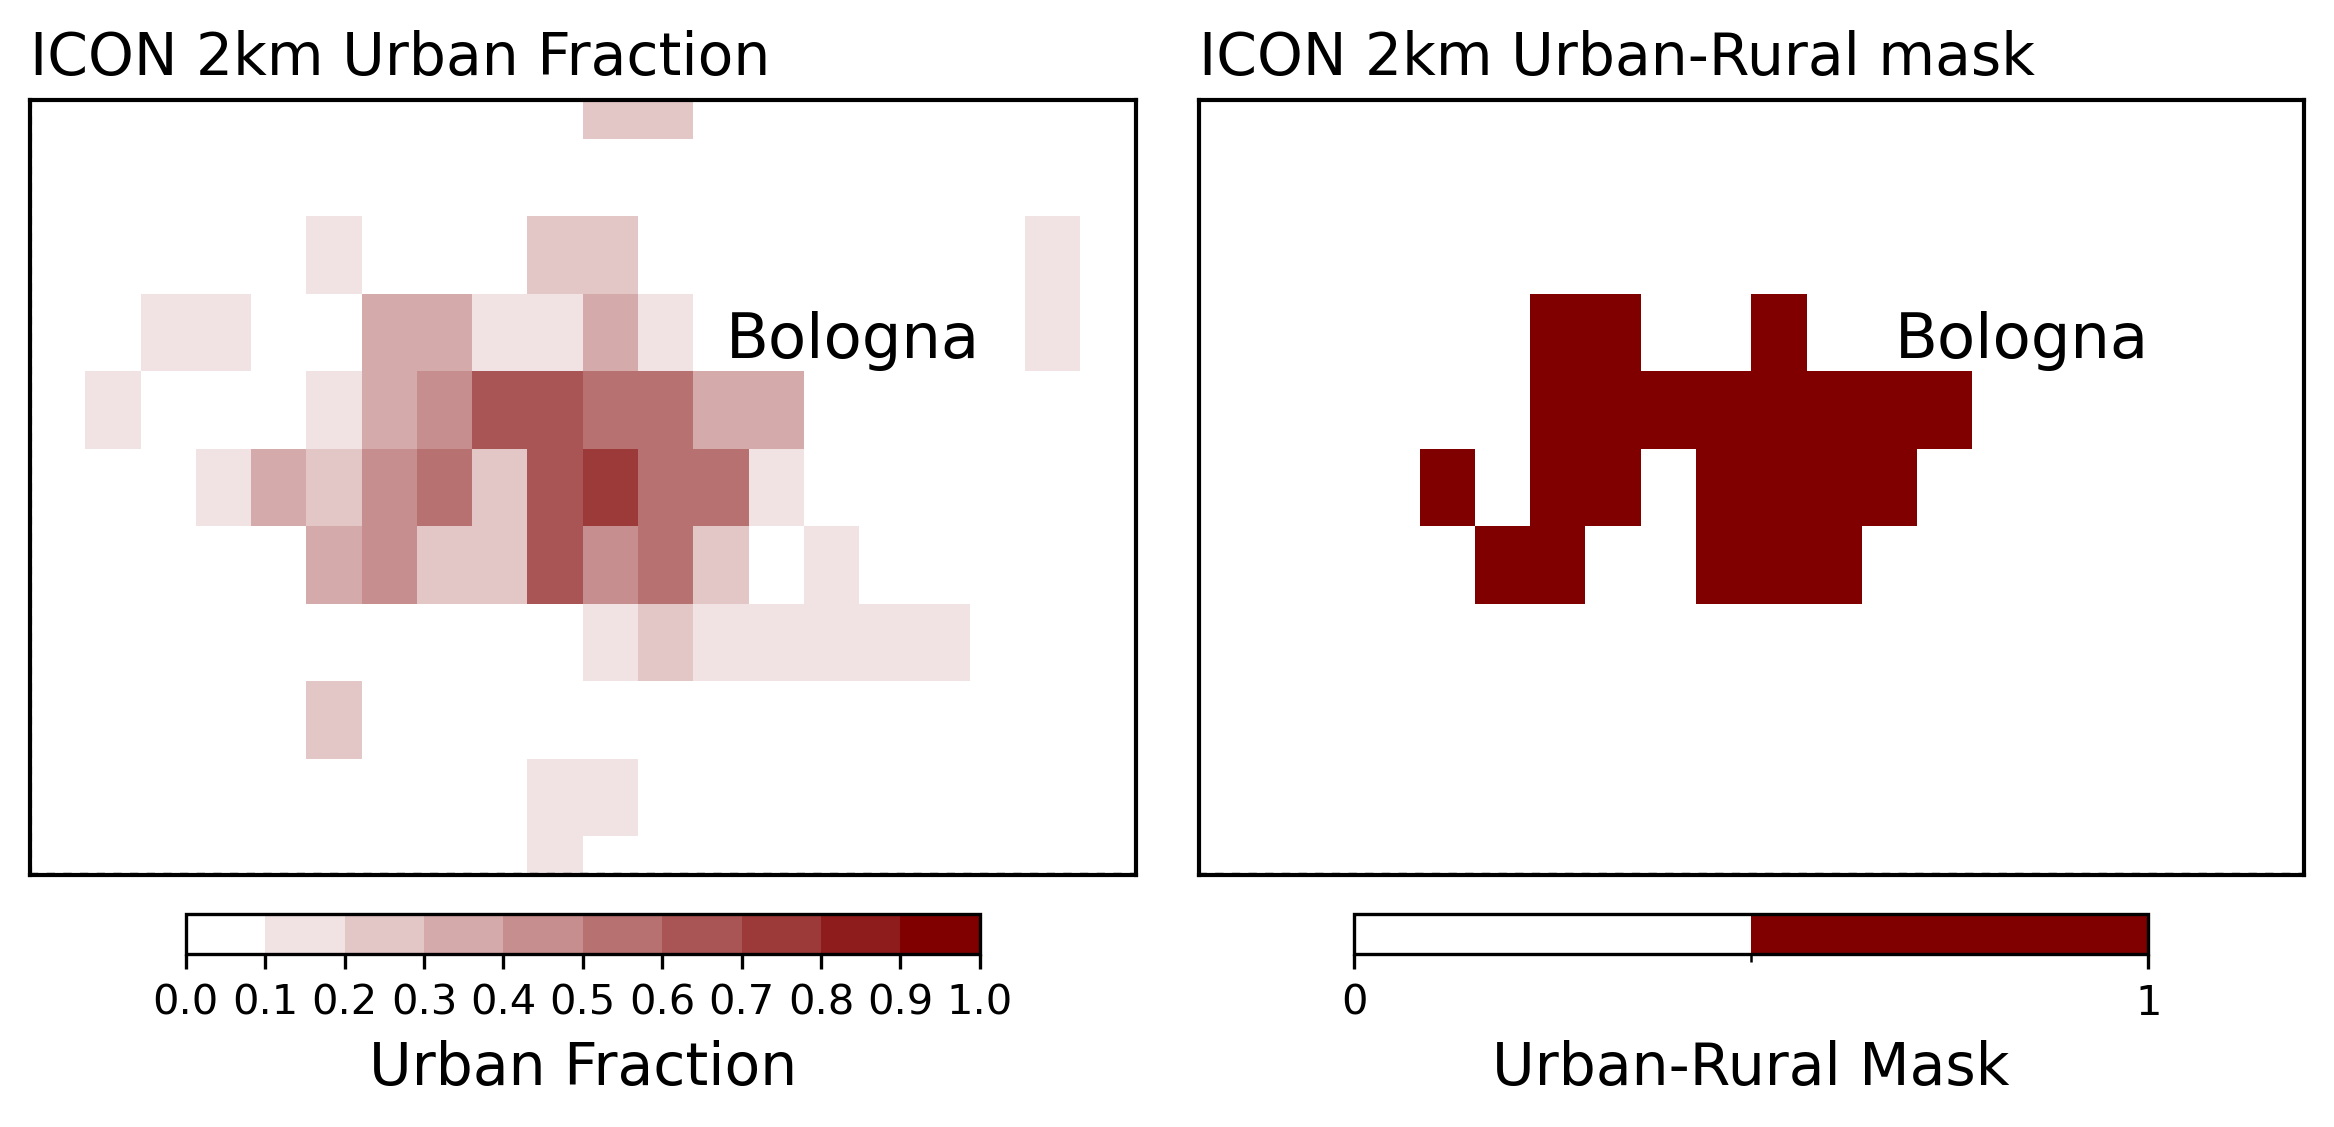 ICON 2km Urban Fraction
Bologna
0.0 0.1 0.2 0.3 0.4 0.5 0.6 0.7 0.8 0.9 1.0
Urban Fraction
ICON 2km Urban-Rural mask
Bologna
0 1
Urban-Rural Mask